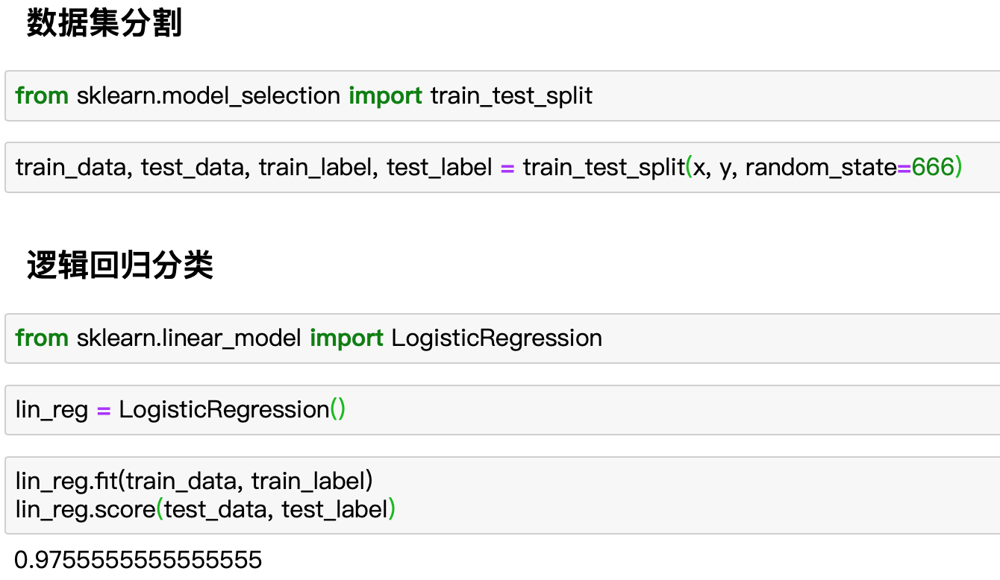 数据集分割
from sklearn.model_selection import train_test_split
train_data, test_data, train_label, test_label = train_test_split(x, y, random_state=666)
逻辑回归分类
from sklearn.linear_model import LogisticRegression
lin_reg = LogisticRegression()
lin_reg.fit(train_data, train_label)
lin_reg.score(test_data, test_label)
0.9755555555555555